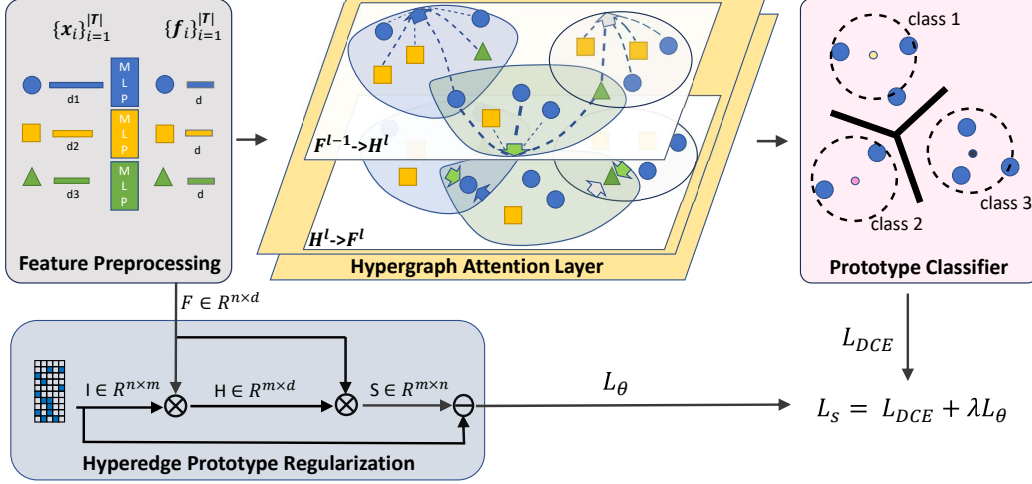 {x_i}_{i=1}^{|T|} {f_i}_{i=1}^{|T|}
M L P
d1 d
M L P
d2 d
M L P
d3 d
Feature Preprocessing
F^{l-1}->H^l
H^l->F^l
Hypergraph Attention Layer
class 1
class 2
class 3
Prototype Classifier
F ∈ R^{n×d}
I ∈ R^{n×m}
H ∈ R^{m×d}
S ∈ R^{m×n}
Hyperedge Prototype Regularization
L_θ
L_{DCE}
L_s = L_{DCE} + λL_θ